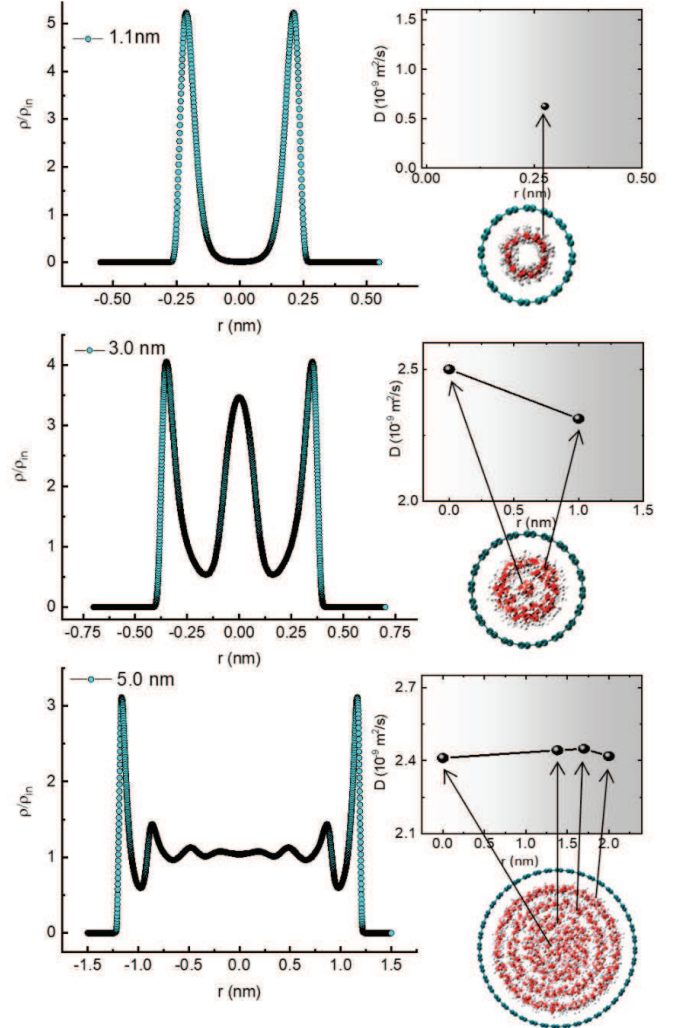 1.1nm
5
4
3
2
1
0
ρ/ρin
-0.50 -0.25 0.00 0.25 0.50
r (nm)
1.5
1.0
0.5
0.0
D (10-9 m2/s)
0.00 0.25 0.50
r (nm)
3.0 nm
4
3
2
1
0
ρ/ρin
-0.75 -0.50 -0.25 0.00 0.25 0.50 0.75
r (nm)
2.5
2.0
D (10-9 m2/s)
0.0 0.5 1.0 1.5
r (nm)
5.0 nm
3
2
1
0
ρ/ρin
-1.5 -1.0 -0.5 0.0 0.5 1.0 1.5
r (nm)
2.7
2.4
2.1
D (10-9 m2/s)
0.0 0.5 1.0 1.5 2.0
r (nm)